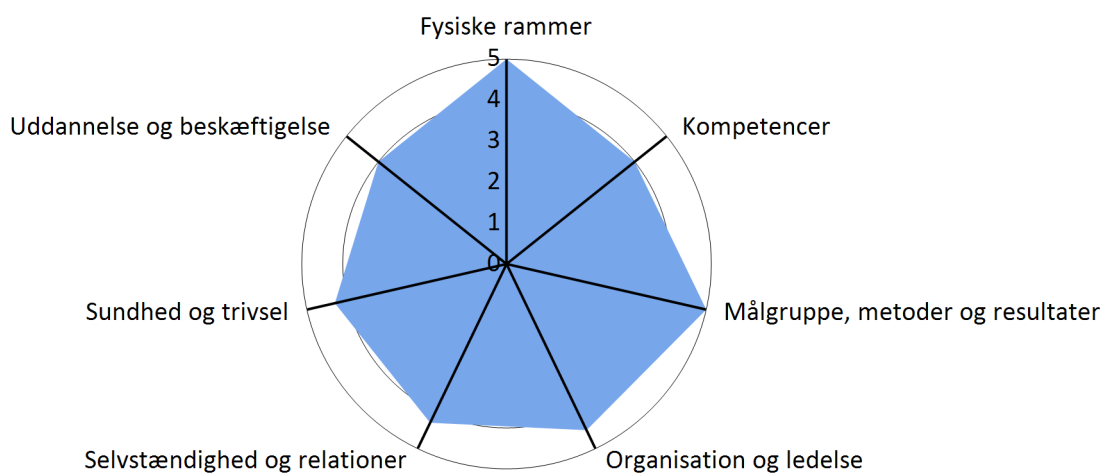 Fysiske rammer
5
4
3
2
1
0
Uddannelse og beskæftigelse
Kompetencer
Sundhed og trivsel
Målgruppe, metoder og resultater
Selvstændighed og relationer
Organisation og ledelse